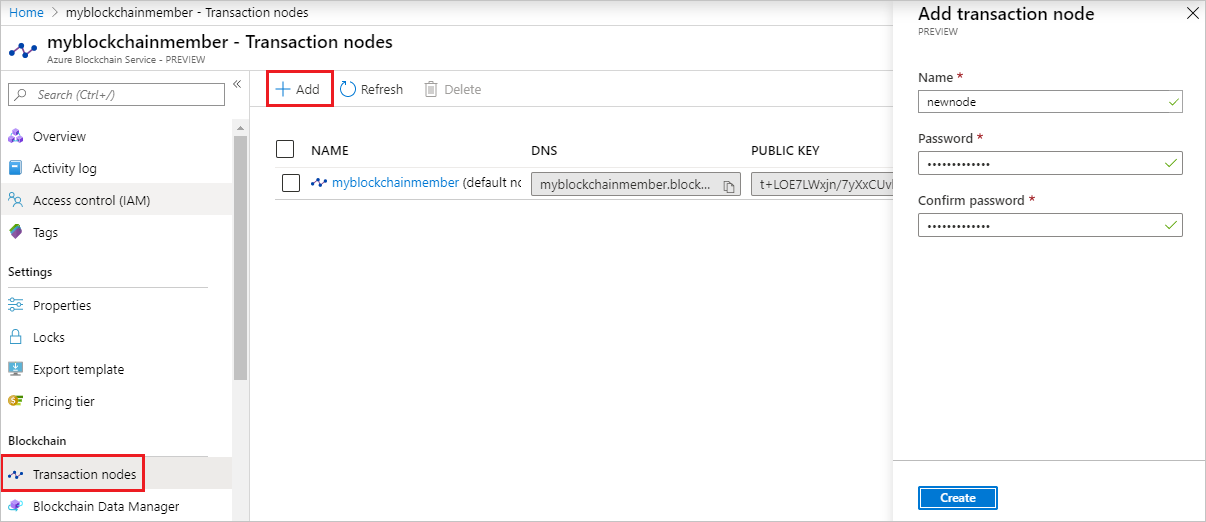 Home > myblockchainmember - Transaction nodes
myblockchainmember - Transaction nodes
Azure Blockchain Service - PREVIEW
Search (Ctrl+/)
«
Overview
Activity log
Access control (IAM)
Tags
Settings
Properties
Locks
Export template
Pricing tier
Blockchain
Transaction nodes
Blockchain Data Manager
+ Add Refresh Delete
NAME DNS PUBLIC KEY
myblockchainmember (default no myblockchainmember.block... t+LOE7LWxjn/7yXxCUvl
Add transaction node
PREVIEW
Name *
newnode
Password *
•••••••••••••
Confirm password *
•••••••••••••
Create